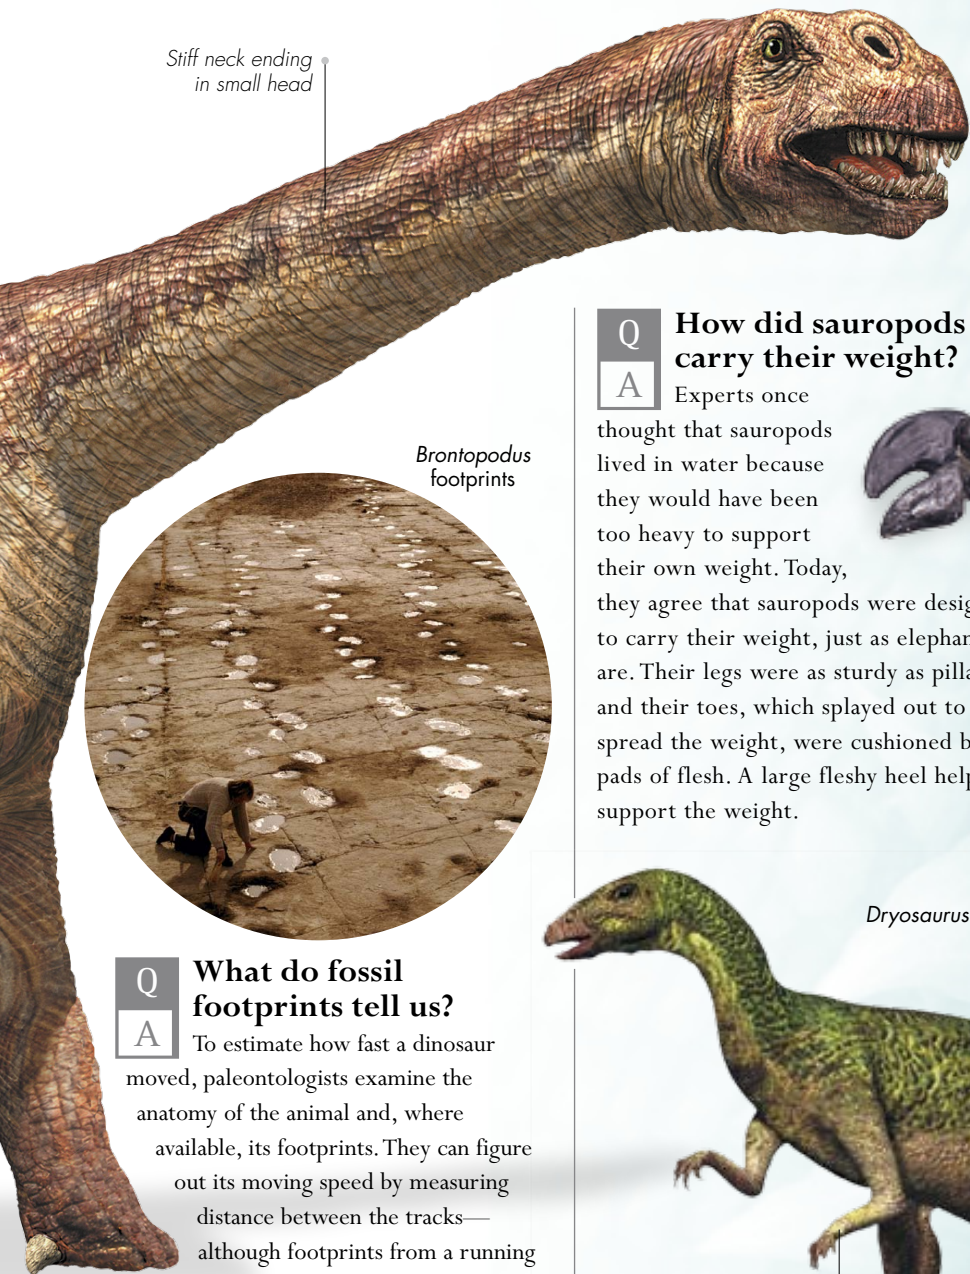 Stiff neck ending
in small head
Brontopodus
footprints
Q
A
How did sauropods
carry their weight?
Experts once
thought that sauropods
lived in water because
they would have been
too heavy to support
their own weight. Today,
they agree that sauropods were
to carry their weight, just as
are. Their legs were as sturdy as
and their toes, which splayed out to
spread the weight, were cushioned
pads of flesh. A large fleshy heel
support the weight.
Dryosaurus
Q
A
What do fossil
footprints tell us?
To estimate how fast a dinosaur
moved, paleontologists examine the
anatomy of the animal and, where
available, its footprints. They can figure
out its moving speed by measuring
distance between the tracks—
although footprints from a running